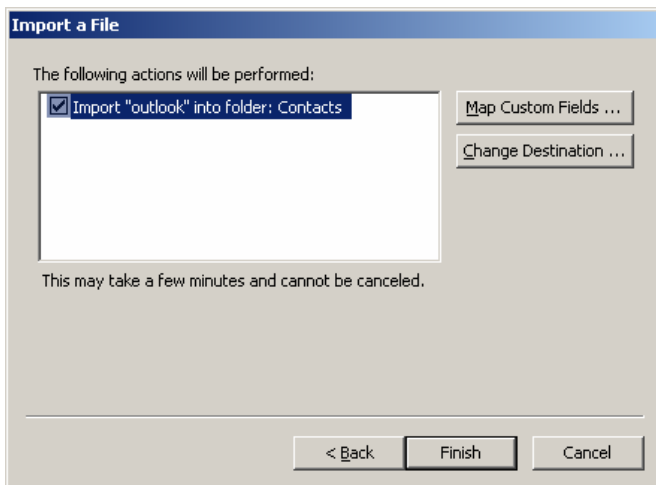 Import a File
The following actions will be performed:
Import "outlook" into folder: Contacts
Map Custom Fields ...
Change Destination ...
This may take a few minutes and cannot be canceled.
< Back
Finish
Cancel